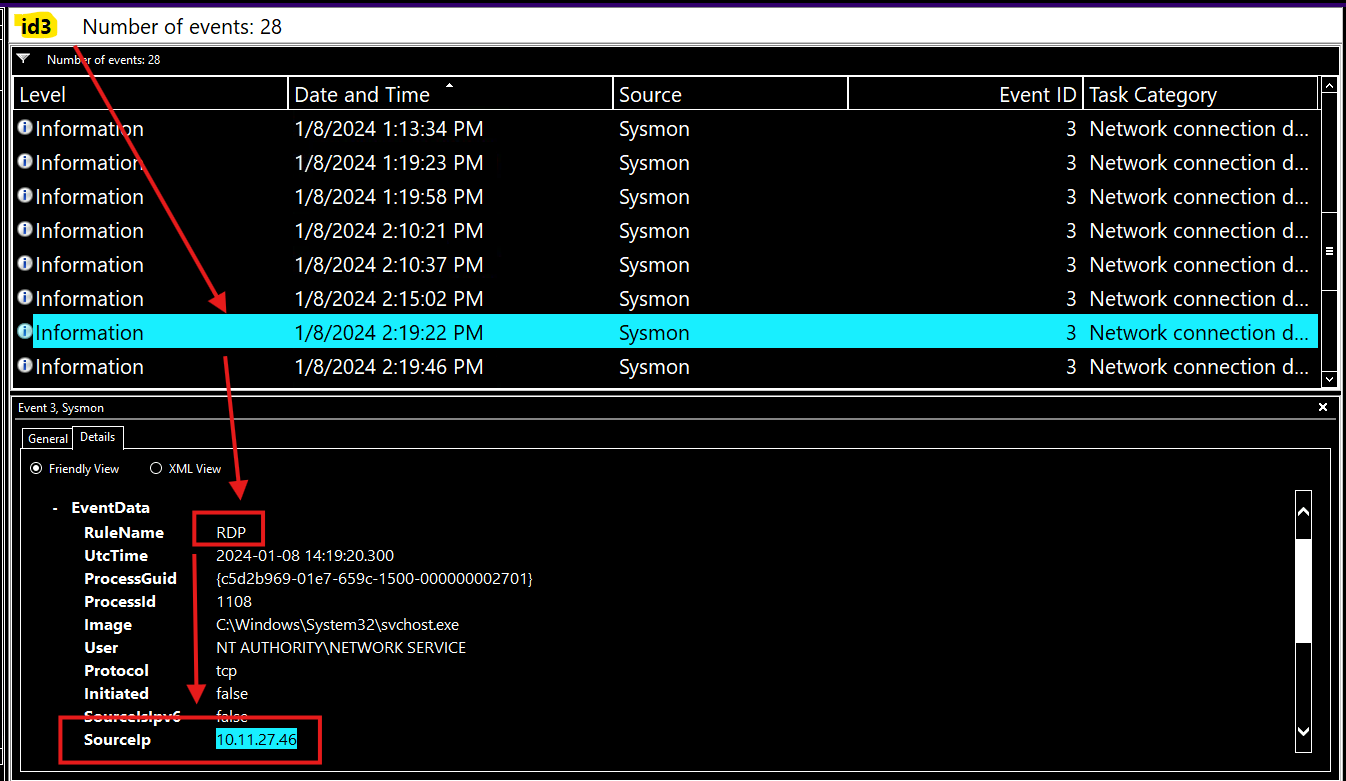 id3 Number of events: 28
Number of events: 28
Level Date and Time Source Event ID Task Category
Information 1/8/2024 1:13:34 PM Sysmon 3 Network connection d...
Information 1/8/2024 1:19:23 PM Sysmon 3 Network connection d...
Information 1/8/2024 1:19:58 PM Sysmon 3 Network connection d...
Information 1/8/2024 2:10:21 PM Sysmon 3 Network connection d...
Information 1/8/2024 2:10:37 PM Sysmon 3 Network connection d...
Information 1/8/2024 2:15:02 PM Sysmon 3 Network connection d...
Information 1/8/2024 2:19:22 PM Sysmon 3 Network connection d...
Information 1/8/2024 2:19:46 PM Sysmon 3 Network connection d...
Event 3, Sysmon
General Details
Friendly View XML View
- EventData
RuleName RDP
UtcTime 2024-01-08 14:19:20.300
ProcessGuid {c5d2b969-01e7-659c-1500-000000002701}
ProcessId 1108
Image C:\Windows\System32\svchost.exe
User NT AUTHORITY\NETWORK SERVICE
Protocol tcp
Initiated false
SourceIsIpv6 false
SourceIp 10.11.27.46